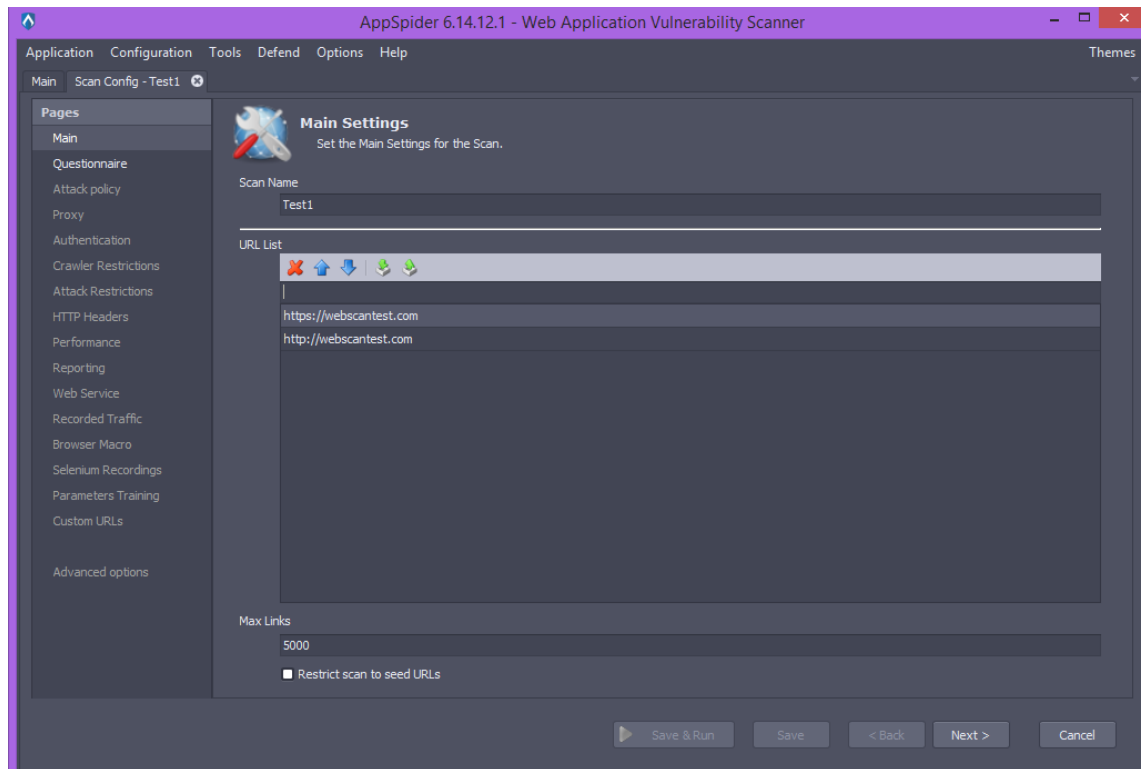 AppSpider 6.14.12.1 - Web Application Vulnerability Scanner
Application Configuration Tools Defend Options Help Themes
Main Scan Config - Test1
Pages
Main
Questionnaire
Attack policy
Proxy
Authentication
Crawler Restrictions
Attack Restrictions
HTTP Headers
Performance
Reporting
Web Service
Recorded Traffic
Browser Macro
Selenium Recordings
Parameters Training
Custom URLs
Advanced options
Main Settings
Set the Main Settings for the Scan.
Scan Name
Test1
URL List
https://webscantest.com
http://webscantest.com
Max Links
5000
Restrict scan to seed URLs
Save & Run Save < Back Next > Cancel